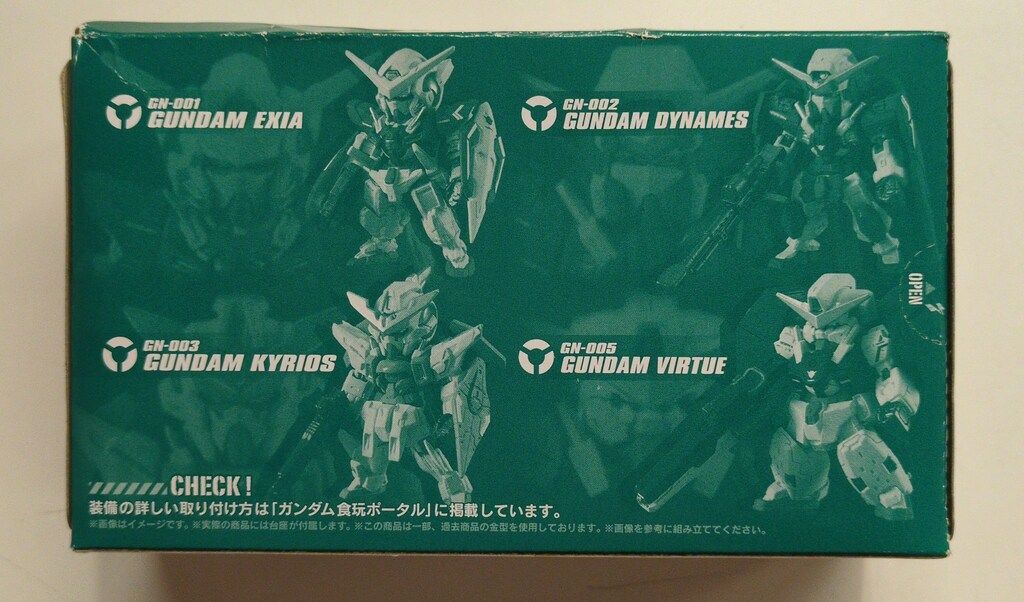 GN-001
GUNDAM EXIA
GN-002
GUNDAM DYNAMES
GN-003
GUNDAM KYRIOS
GN-005
GUNDAM VIRTUE
OPEN
CHECK!
装備の詳しい取り付け方は「ガンダム食玩ポータル」に掲載しています。
※画像はイメージです。※実際の商品には台座が付属します。※この商品は一部、過去商品の金型を使用しております。※画像を参考に組み立ててください。